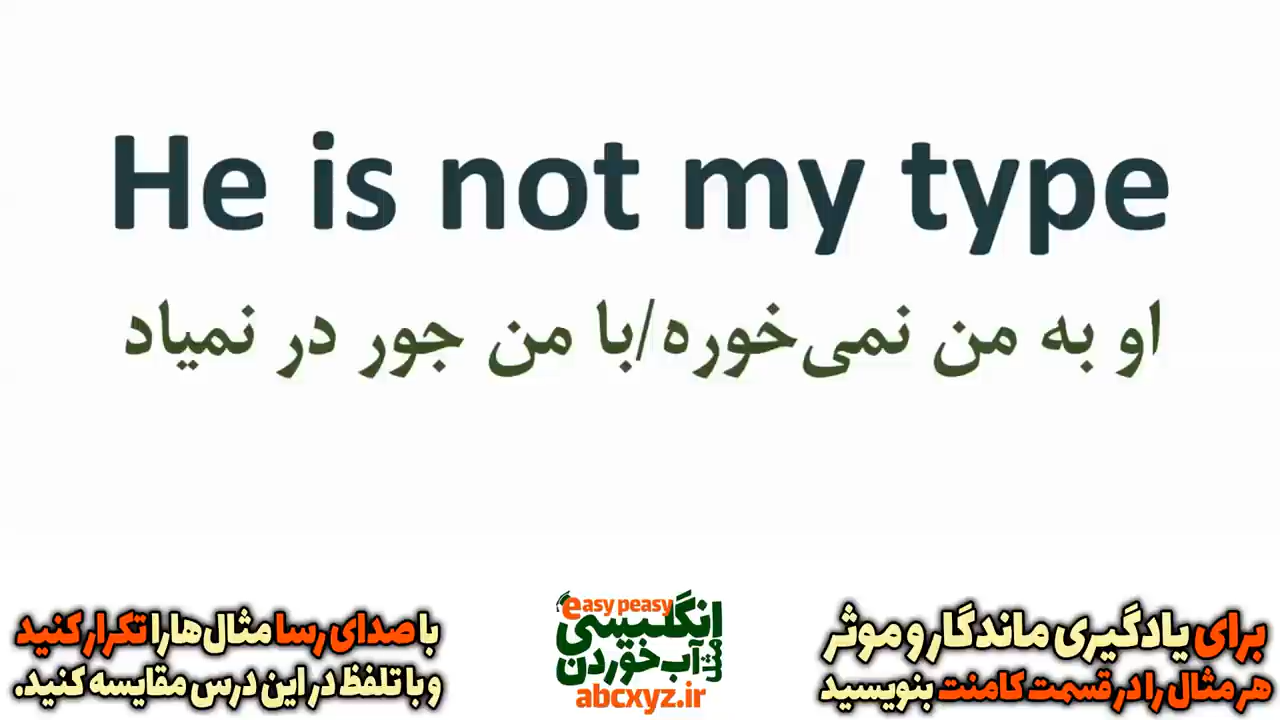 He is not my type
او به من نمی‌خوره/با من جور در نمیاد
برای یادگیری ماندگار و موثر
هر مثال را در قسمت کامنت بنویسید
easy peasy
انگلیسی
مث آب خوردن
abcxyz.ir
با صدای رسا مثال‌ها را تکرار کنید
و با تلفظ در این درس مقایسه کنید.